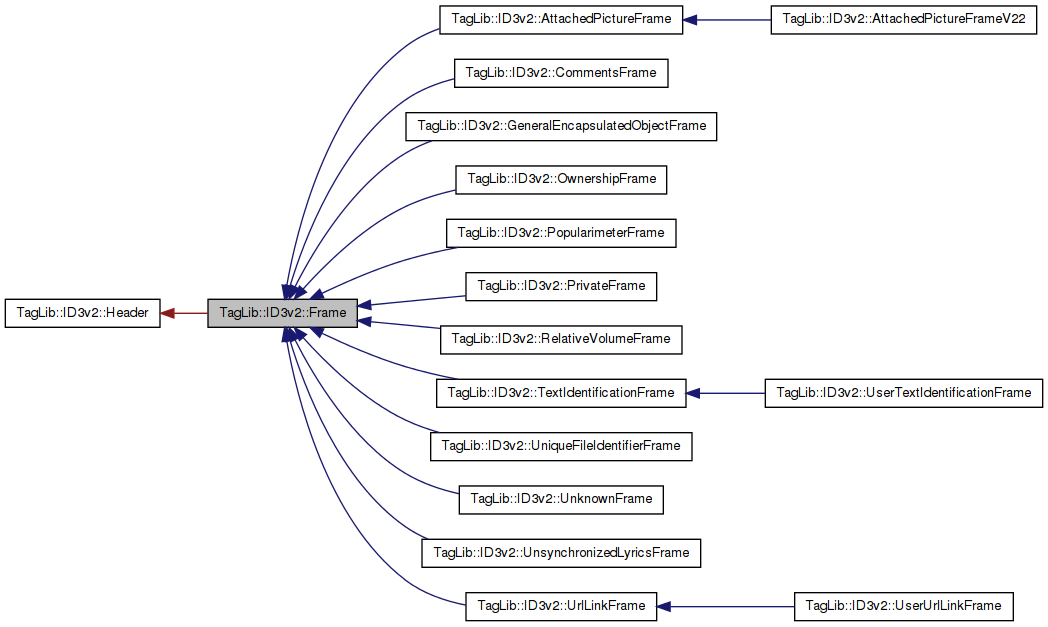 TagLib::ID3v2::AttachedPictureFrame
TagLib::ID3v2::AttachedPictureFrameV22
TagLib::ID3v2::CommentsFrame
TagLib::ID3v2::GeneralEncapsulatedObjectFrame
TagLib::ID3v2::OwnershipFrame
TagLib::ID3v2::PopularimeterFrame
TagLib::ID3v2::PrivateFrame
TagLib::ID3v2::Header
TagLib::ID3v2::Frame
TagLib::ID3v2::RelativeVolumeFrame
TagLib::ID3v2::TextIdentificationFrame
TagLib::ID3v2::UserTextIdentificationFrame
TagLib::ID3v2::UniqueFileIdentifierFrame
TagLib::ID3v2::UnknownFrame
TagLib::ID3v2::UnsynchronizedLyricsFrame
TagLib::ID3v2::UrlLinkFrame
TagLib::ID3v2::UserUrlLinkFrame